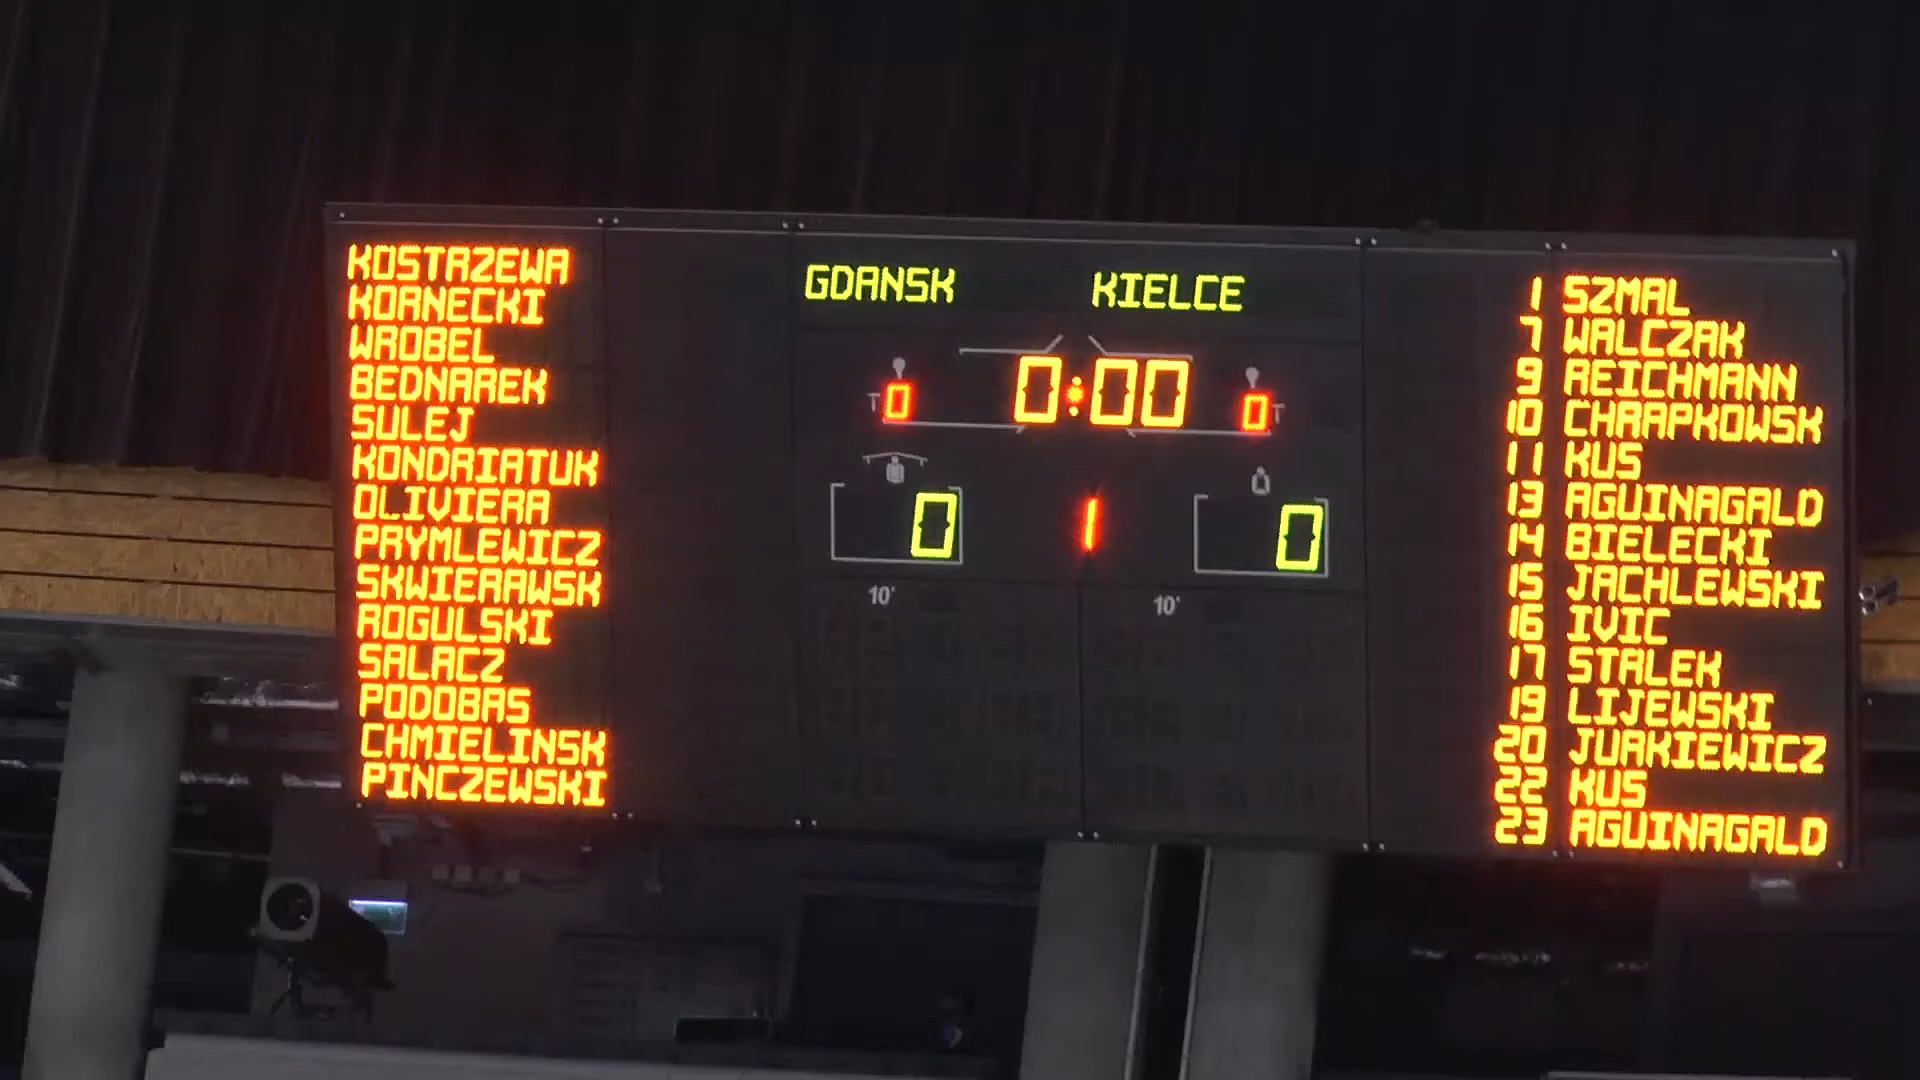 KOSTRZEWA
KORNECKI
WROBEL
BEDNAREK
SULEJ
KONDRIATUK
OLIVIERA
PRYMLEWICZ
SKWIERAWSK
ROGULSKI
SALACZ
PODOBAS
CHMIELINSK
PINCZEWSKI
GDANSK KIELCE
0:00
T 0 0 T
0 1 0
10' 10'
1 SZMAL
7 WALCZAK
9 REICHMANN
10 CHRAPKOWSK
11 KUS
13 AGUINAGALD
14 BIELECKI
15 JACHLEWSKI
16 IVIC
17 STALEK
19 LIJEWSKI
20 JURKIEWICZ
22 KUS
23 AGUINAGALD